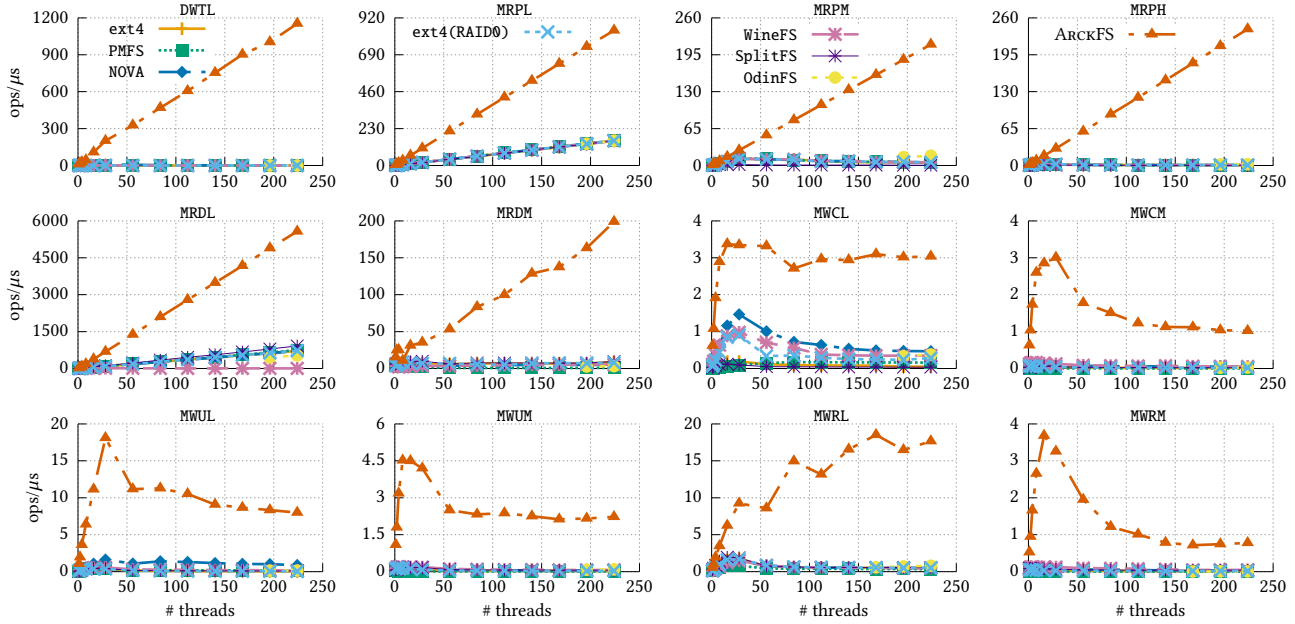 DWTL MRPL MRPM MRPH
ops/μs
1200
900
600
300
0
0 50 100 150 200 250
ext4
PMFS
NOVA
920
690
460
230
0
0 50 100 150 200 250
ext4(RAID0)
260
195
130
65
0
0 50 100 150 200 250
WineFS
SplitFS
OdinFS
260
195
130
65
0
0 50 100 150 200 250
ArckFS
MRDL MRDM MWCL MWCM
ops/μs
6000
4500
3000
1500
0
0 50 100 150 200 250
200
150
100
50
0
0 50 100 150 200 250
4
3
2
1
0
0 50 100 150 200 250
4
3
2
1
0
0 50 100 150 200 250
MWUL MWUM MWRL MWRM
ops/μs
20
15
10
5
0
0 50 100 150 200 250
# threads
6
4.5
3
1.5
0
0 50 100 150 200 250
# threads
20
15
10
5
0
0 50 100 150 200 250
# threads
4
3
2
1
0
0 50 100 150 200 250
# threads